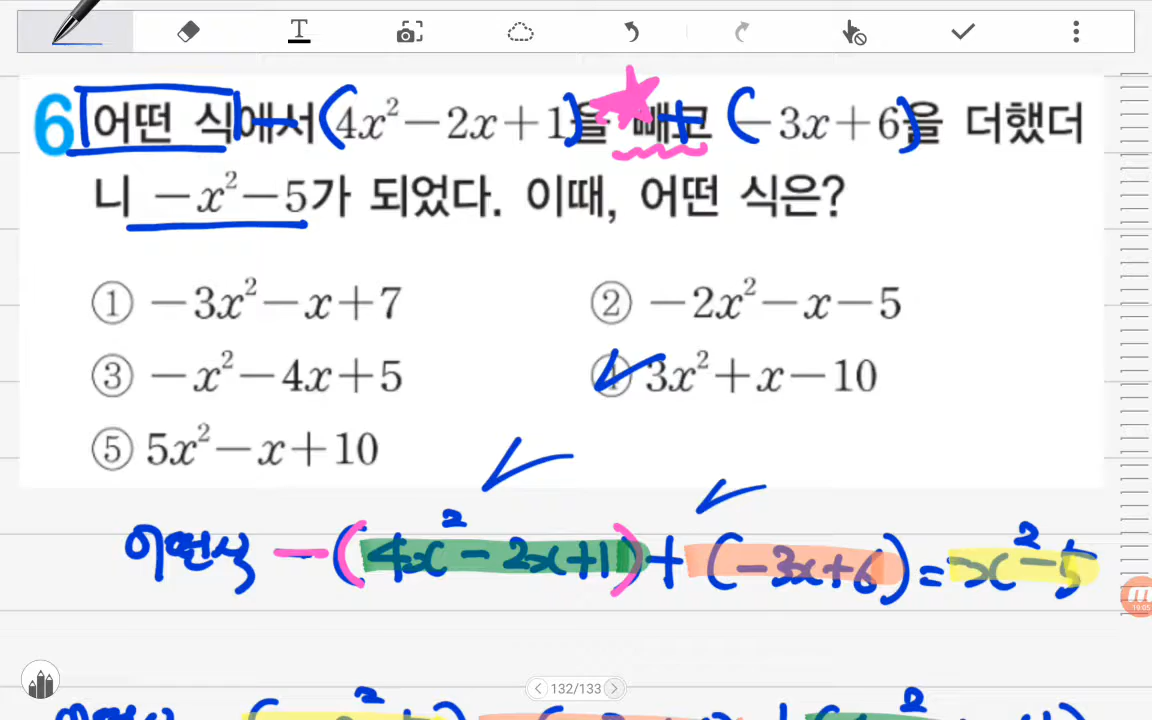 6 어떤 식에서 4x²-2x+1을 빼고 -3x+6을 더했더
니 -x²-5가 되었다. 이때, 어떤 식은?
① -3x²-x+7 ② -2x²-x-5
③ -x²-4x+5 ④ 3x²+x-10
⑤ 5x²-x+10
어떤식 -(4x²-2x+1)+(-3x+6)=x²-5
132/133